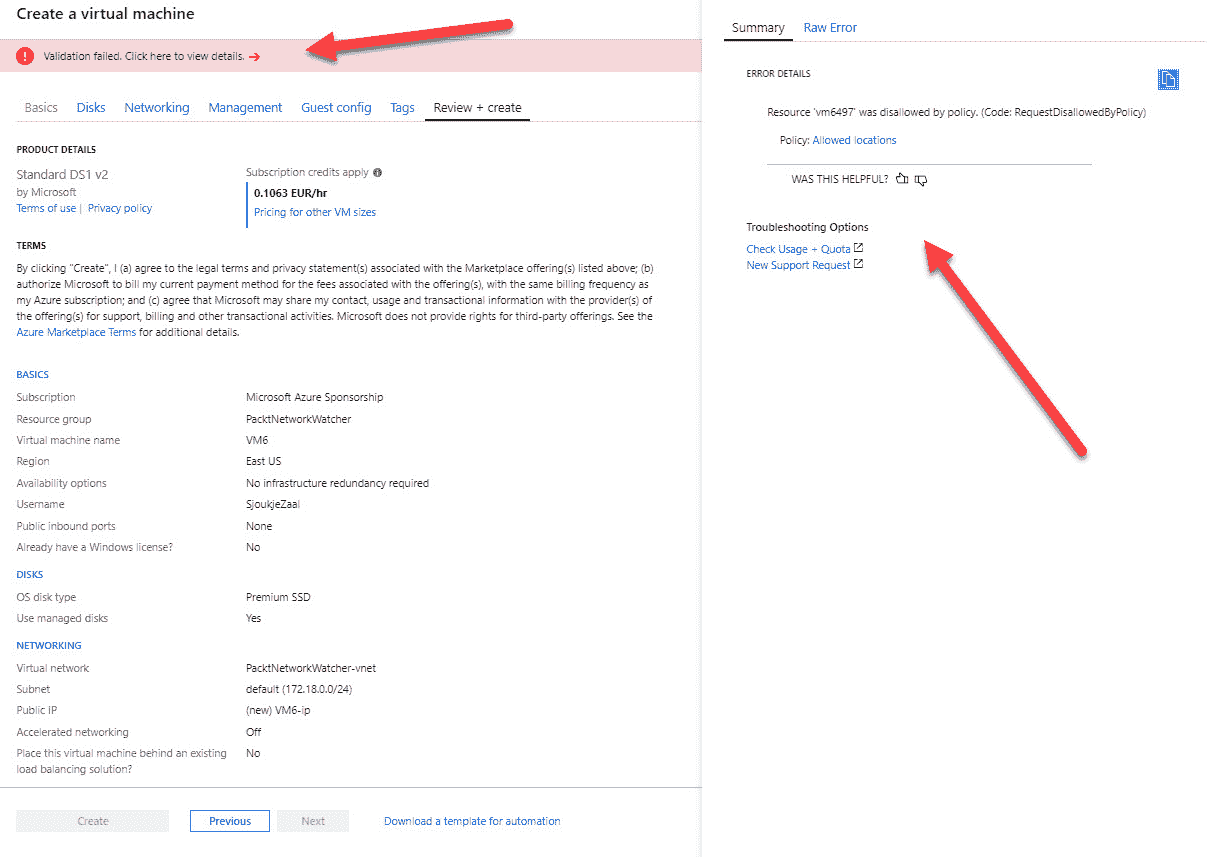 Create a virtual machine
Validation failed. Click here to view details. →
Basics Disks Networking Management Guest config Tags Review + create
PRODUCT DETAILS
Standard DS1 v2
by Microsoft
Terms of use | Privacy policy
Subscription credits apply
0.1063 EUR/hr
Pricing for other VM sizes
TERMS
By clicking "Create", I (a) agree to the legal terms and privacy statement(s) associated with the Marketplace offering(s) listed above; (b)
authorize Microsoft to bill my current payment method for the fees associated with the offering(s), with the same billing frequency as
my Azure subscription; and (c) agree that Microsoft may share my contact, usage and transactional information with the provider(s) of
the offering(s) for support, billing and other transactional activities. Microsoft does not provide rights for third-party offerings. See the
Azure Marketplace Terms for additional details.
BASICS
Subscription Microsoft Azure Sponsorship
Resource group PacktNetworkWatcher
Virtual machine name VM6
Region East US
Availability options No infrastructure redundancy required
Username SjoukjeZaal
Public inbound ports None
Already have a Windows license? No
DISKS
OS disk type Premium SSD
Use managed disks Yes
NETWORKING
Virtual network PacktNetworkWatcher-vnet
Subnet default (172.18.0.0/24)
Public IP (new) VM6-ip
Accelerated networking Off
Place this virtual machine behind an existing No
load balancing solution?
Create Previous Next Download a template for automation
Summary Raw Error
ERROR DETAILS
Resource 'vm6497' was disallowed by policy. (Code: RequestDisallowedByPolicy)
Policy: Allowed locations
WAS THIS HELPFUL?
Troubleshooting Options
Check Usage + Quota
New Support Request